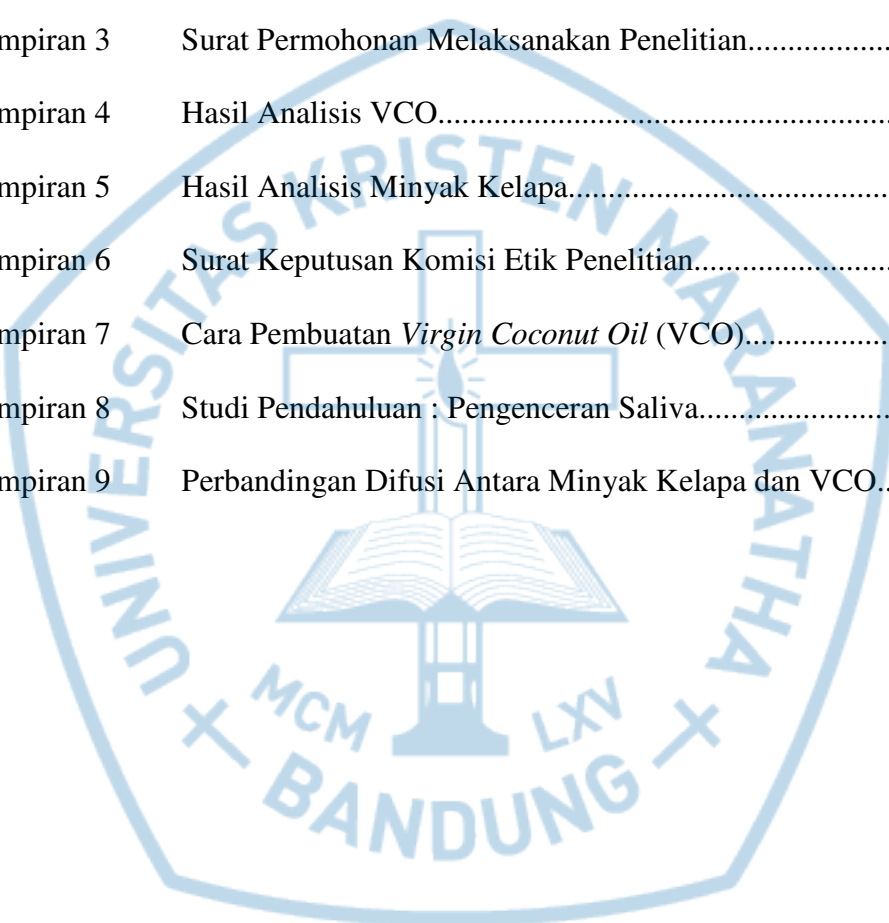 mpiran 3 Surat Permohonan Melaksanakan Penelitian..................
mpiran 4 Hasil Analisis VCO.........................................................
mpiran 5 Hasil Analisis Minyak Kelapa........................................
mpiran 6 Surat Keputusan Komisi Etik Penelitian.........................
mpiran 7 Cara Pembuatan Virgin Coconut Oil (VCO)..................
mpiran 8 Studi Pendahuluan : Pengenceran Saliva........................
mpiran 9 Perbandingan Difusi Antara Minyak Kelapa dan VCO..
UNIVERSITAS KRISTEN MARANATHA
MCM LXV
BANDUNG